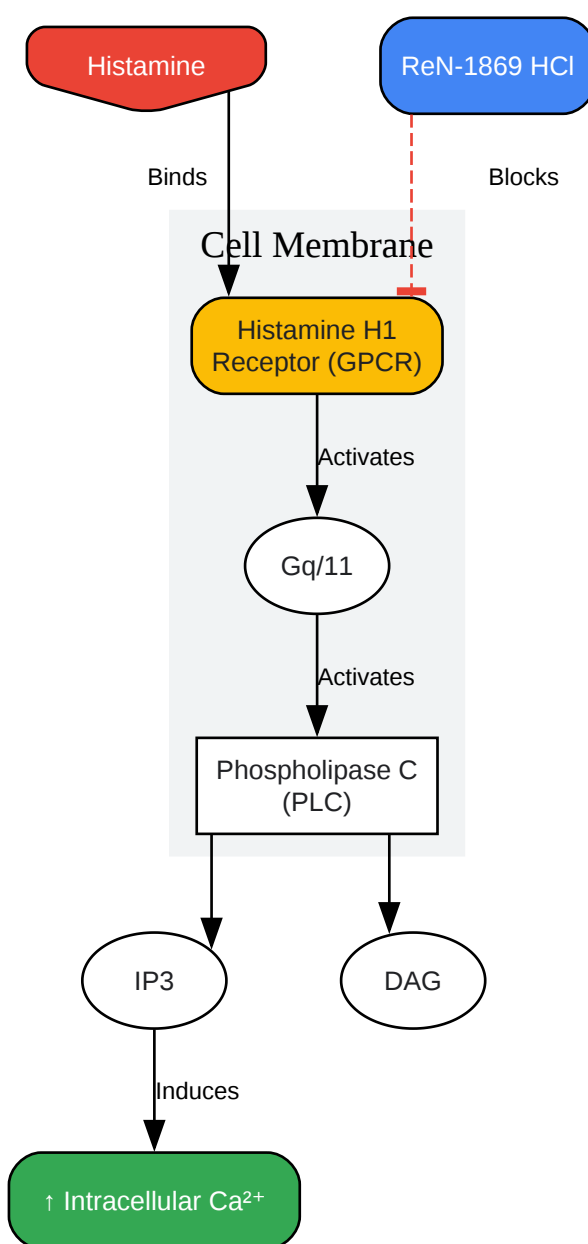 Histamine
ReN-1869 HCl
Binds
Blocks
Cell Membrane
Histamine H1
Receptor (GPCR)
Activates
Gq/11
Activates
Phospholipase C
(PLC)
IP3
DAG
Induces
↑ Intracellular Ca²⁺